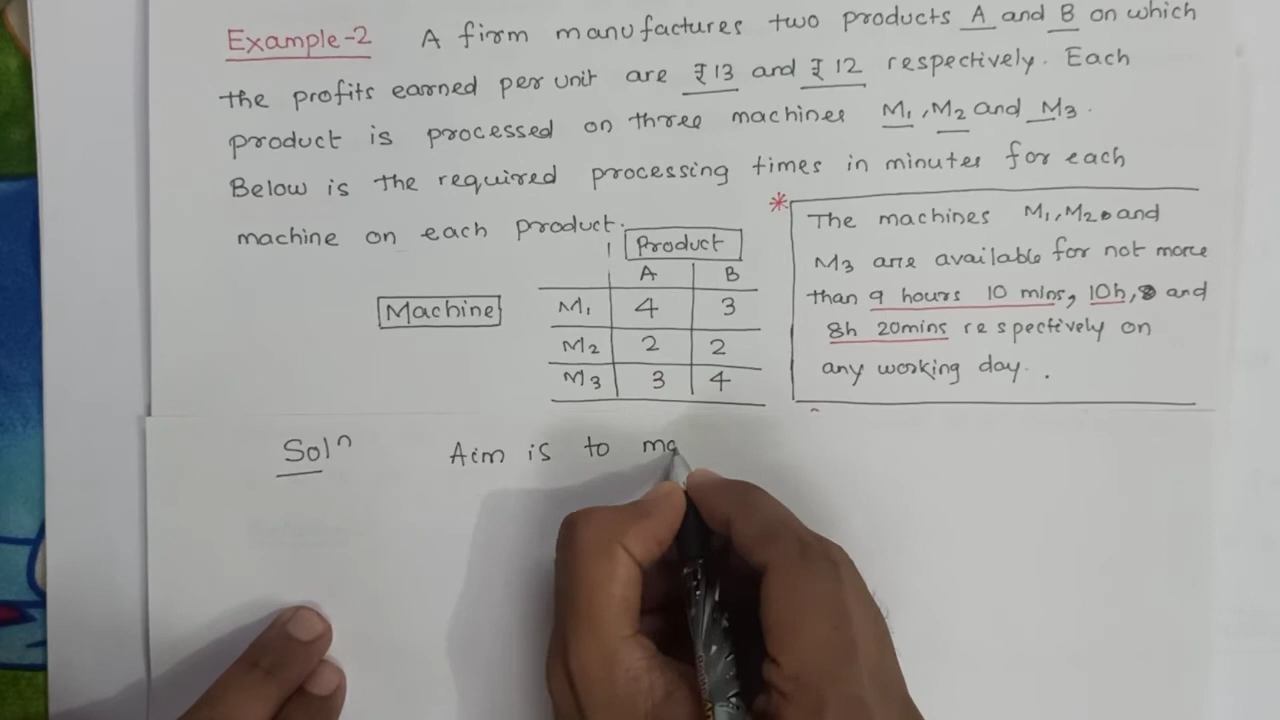 Example-2 A firm manufactures two products A and B on which
the profits earned per unit are ₹13 and ₹12 respectively. Each
product is processed on three machines M1, M2 and M3.
Below is the required processing times in minutes for each
machine on each product.
Product
A B
Machine
M1 4 3
M2 2 2
M3 3 4
* The machines M1, M2 and
M3 are available for not more
than 9 hours 10 mins, 10h, and
8h 20mins respectively on
any working day.
Solⁿ Aim is to ma